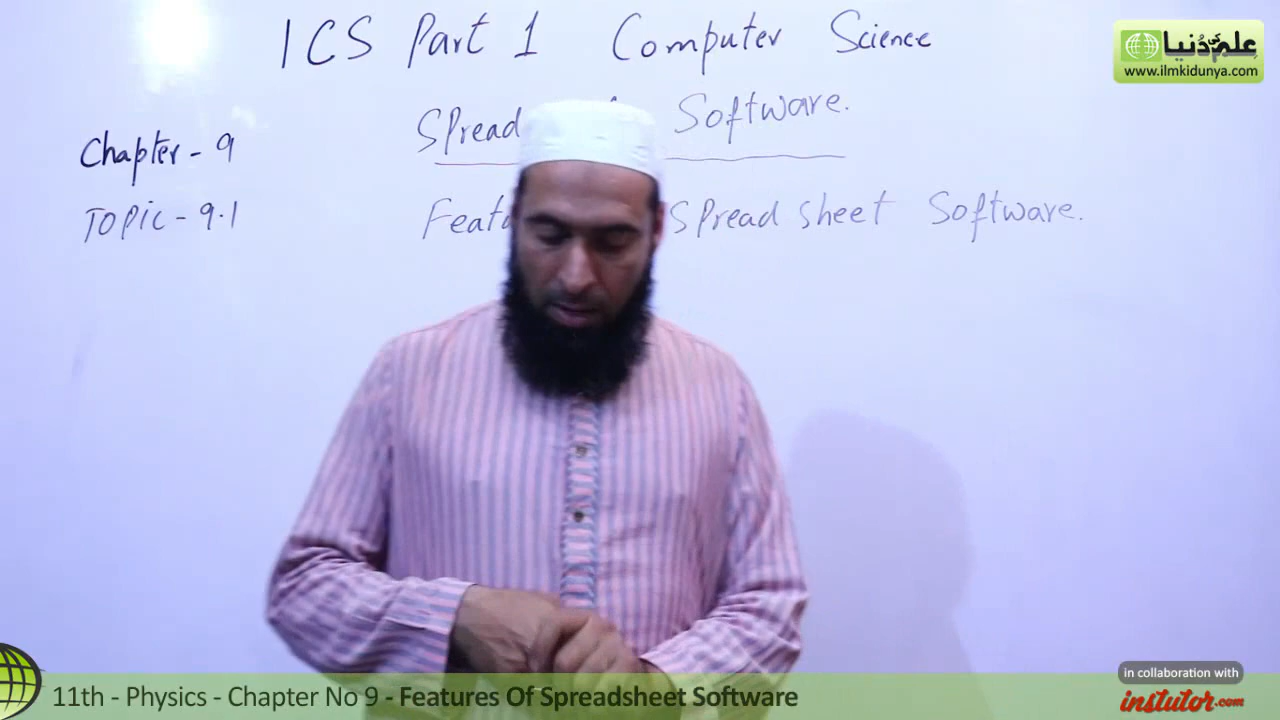 ICS Part 1 Computer Science
علم کی دنیا
www.ilmkidunya.com
Chapter - 9
Spread Software.
Topic - 9.1
Spread sheet Software.
in collaboration with
instutor.com
11th - Physics - Chapter No 9 - Features Of Spreadsheet Software